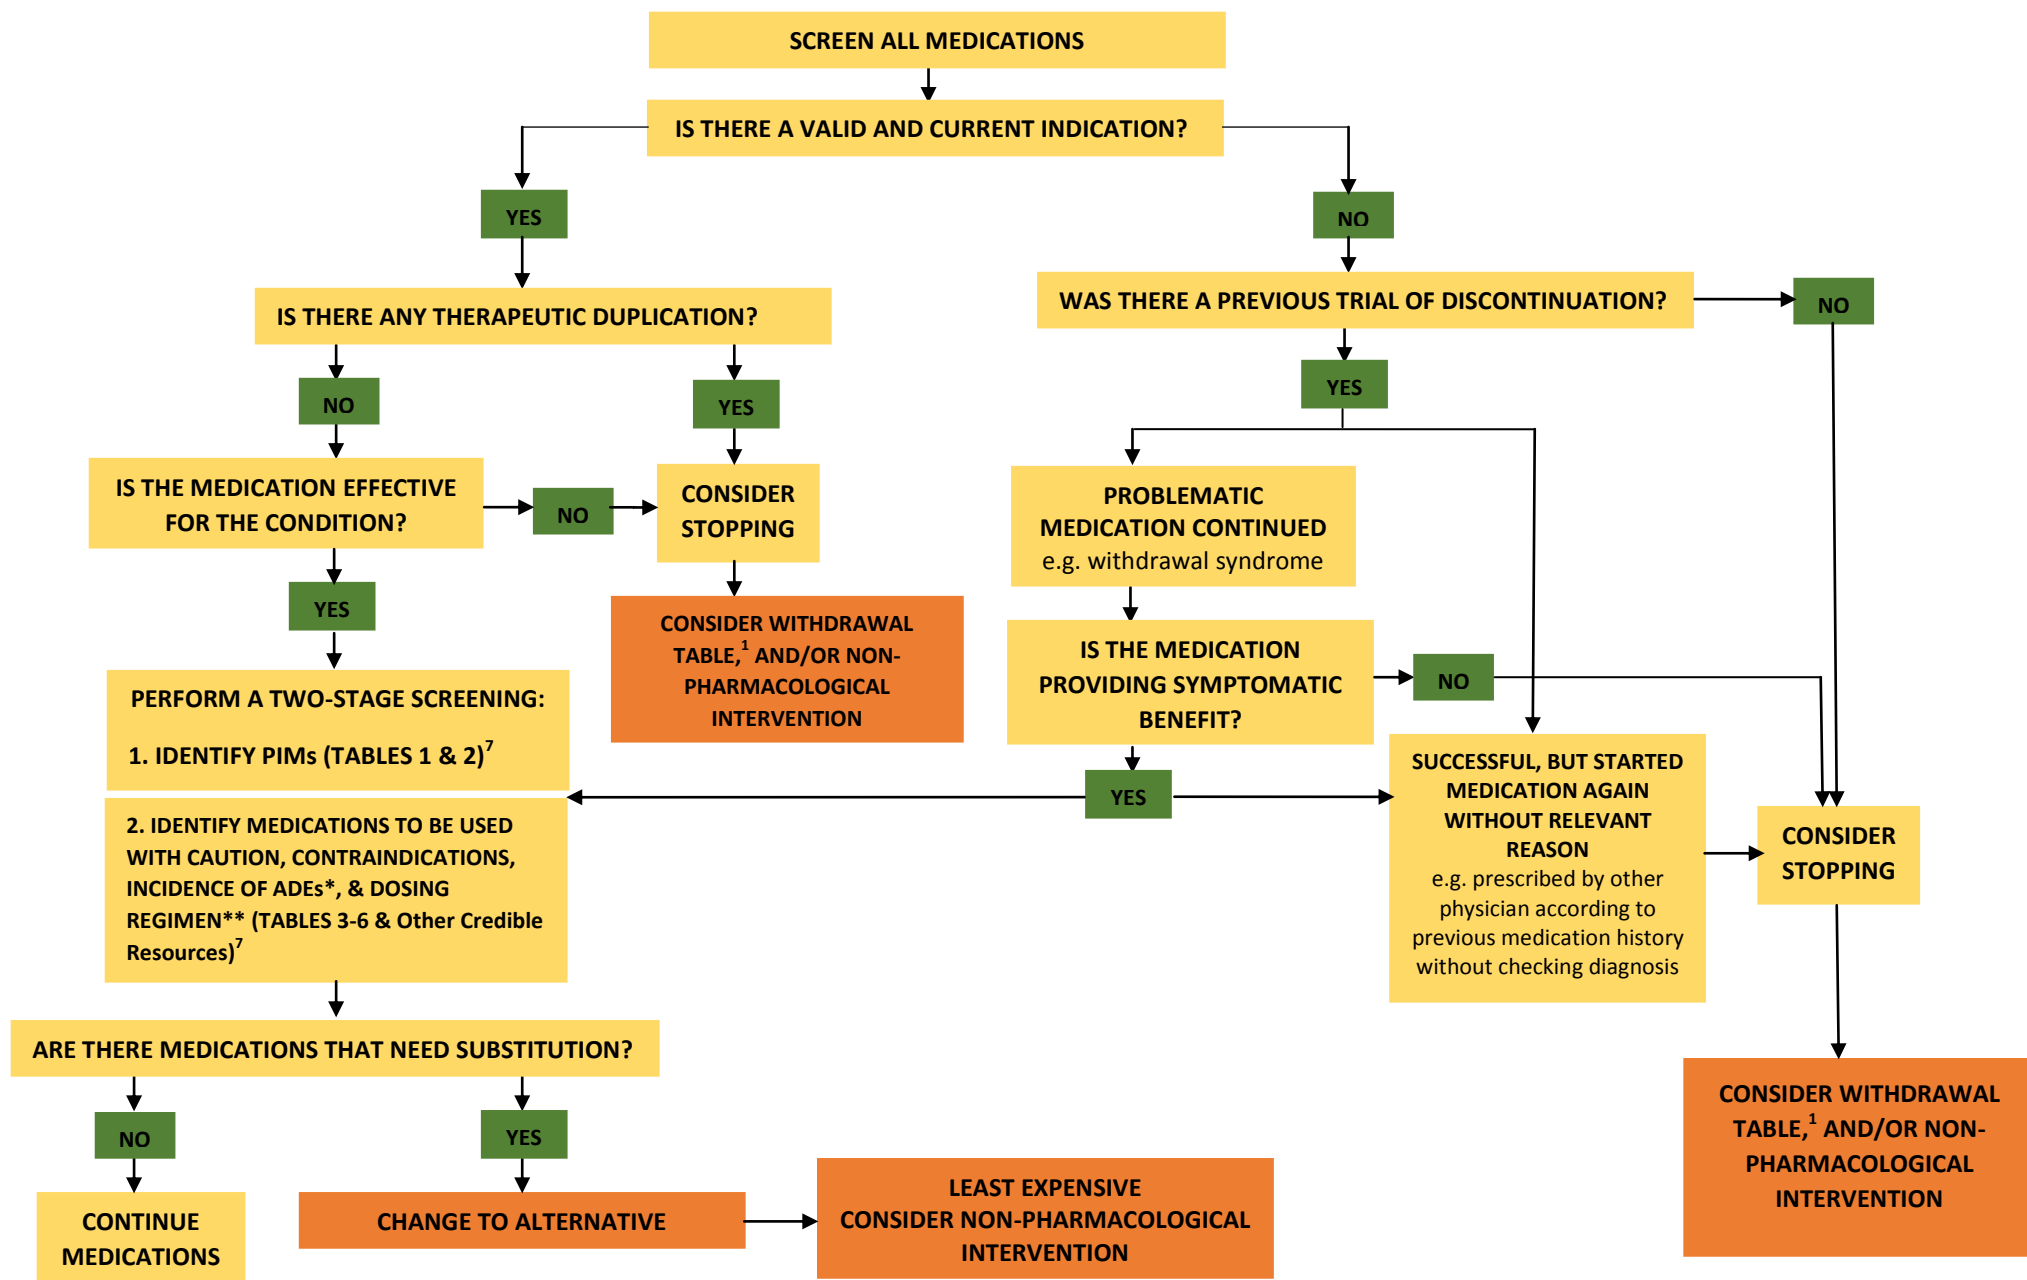 SCREEN ALL MEDICATIONS
IS THERE A VALID AND CURRENT INDICATION?
YES
NO
IS THERE ANY THERAPEUTIC DUPLICATION?
WAS THERE A PREVIOUS TRIAL OF DISCONTINUATION?
NO
NO
YES
YES
IS THE MEDICATION EFFECTIVE
FOR THE CONDITION?
NO
CONSIDER
STOPPING
PROBLEMATIC
MEDICATION CONTINUED
e.g. withdrawal syndrome
YES
CONSIDER WITHDRAWAL
TABLE,1 AND/OR NON-
PHARMACOLOGICAL
INTERVENTION
IS THE MEDICATION
PROVIDING SYMPTOMATIC
BENEFIT?
NO
PERFORM A TWO-STAGE SCREENING:
1. IDENTIFY PIMs (TABLES 1 & 2)7
YES
SUCCESSFUL, BUT STARTED
MEDICATION AGAIN
WITHOUT RELEVANT
REASON
e.g. prescribed by other
physician according to
previous medication history
without checking diagnosis
CONSIDER
STOPPING
2. IDENTIFY MEDICATIONS TO BE USED
WITH CAUTION, CONTRAINDICATIONS,
INCIDENCE OF ADEs*, & DOSING
REGIMEN** (TABLES 3-6 & Other Credible
Resources)7
ARE THERE MEDICATIONS THAT NEED SUBSTITUTION?
NO
YES
CONSIDER WITHDRAWAL
TABLE,1 AND/OR NON-
PHARMACOLOGICAL
INTERVENTION
CONTINUE
MEDICATIONS
CHANGE TO ALTERNATIVE
LEAST EXPENSIVE
CONSIDER NON-PHARMACOLOGICAL
INTERVENTION